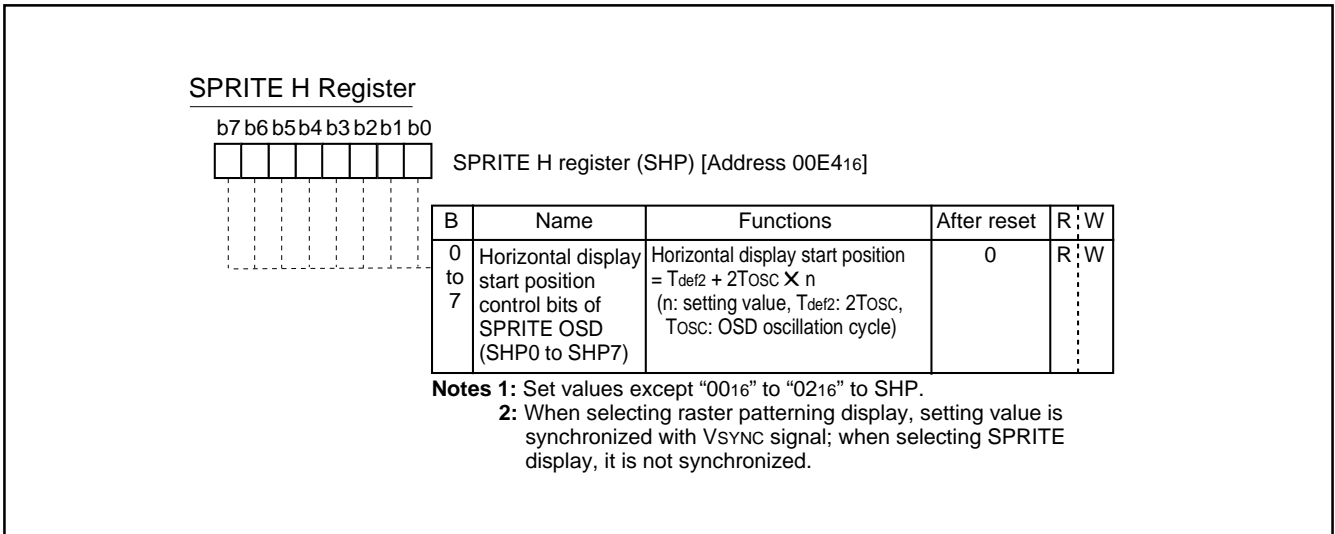 SPRITE H Register
b7 b6 b5 b4 b3 b2 b1 b0
SPRITE H register (SHP) [Address 00E416]
B Name Functions After reset R W
0 to 7
Horizontal display
start position
control bits of
SPRITE OSD
(SHP0 to SHP7)
Horizontal display start position
= Tdef2 + 2TOSC × n
(n: setting value, Tdef2: 2TOSC,
TOSC: OSD oscillation cycle)
0
R W
Notes 1: Set values except “0016” to “0216” to SHP.
2: When selecting raster patterning display, setting value is
synchronized with VSYNC signal; when selecting SPRITE
display, it is not synchronized.